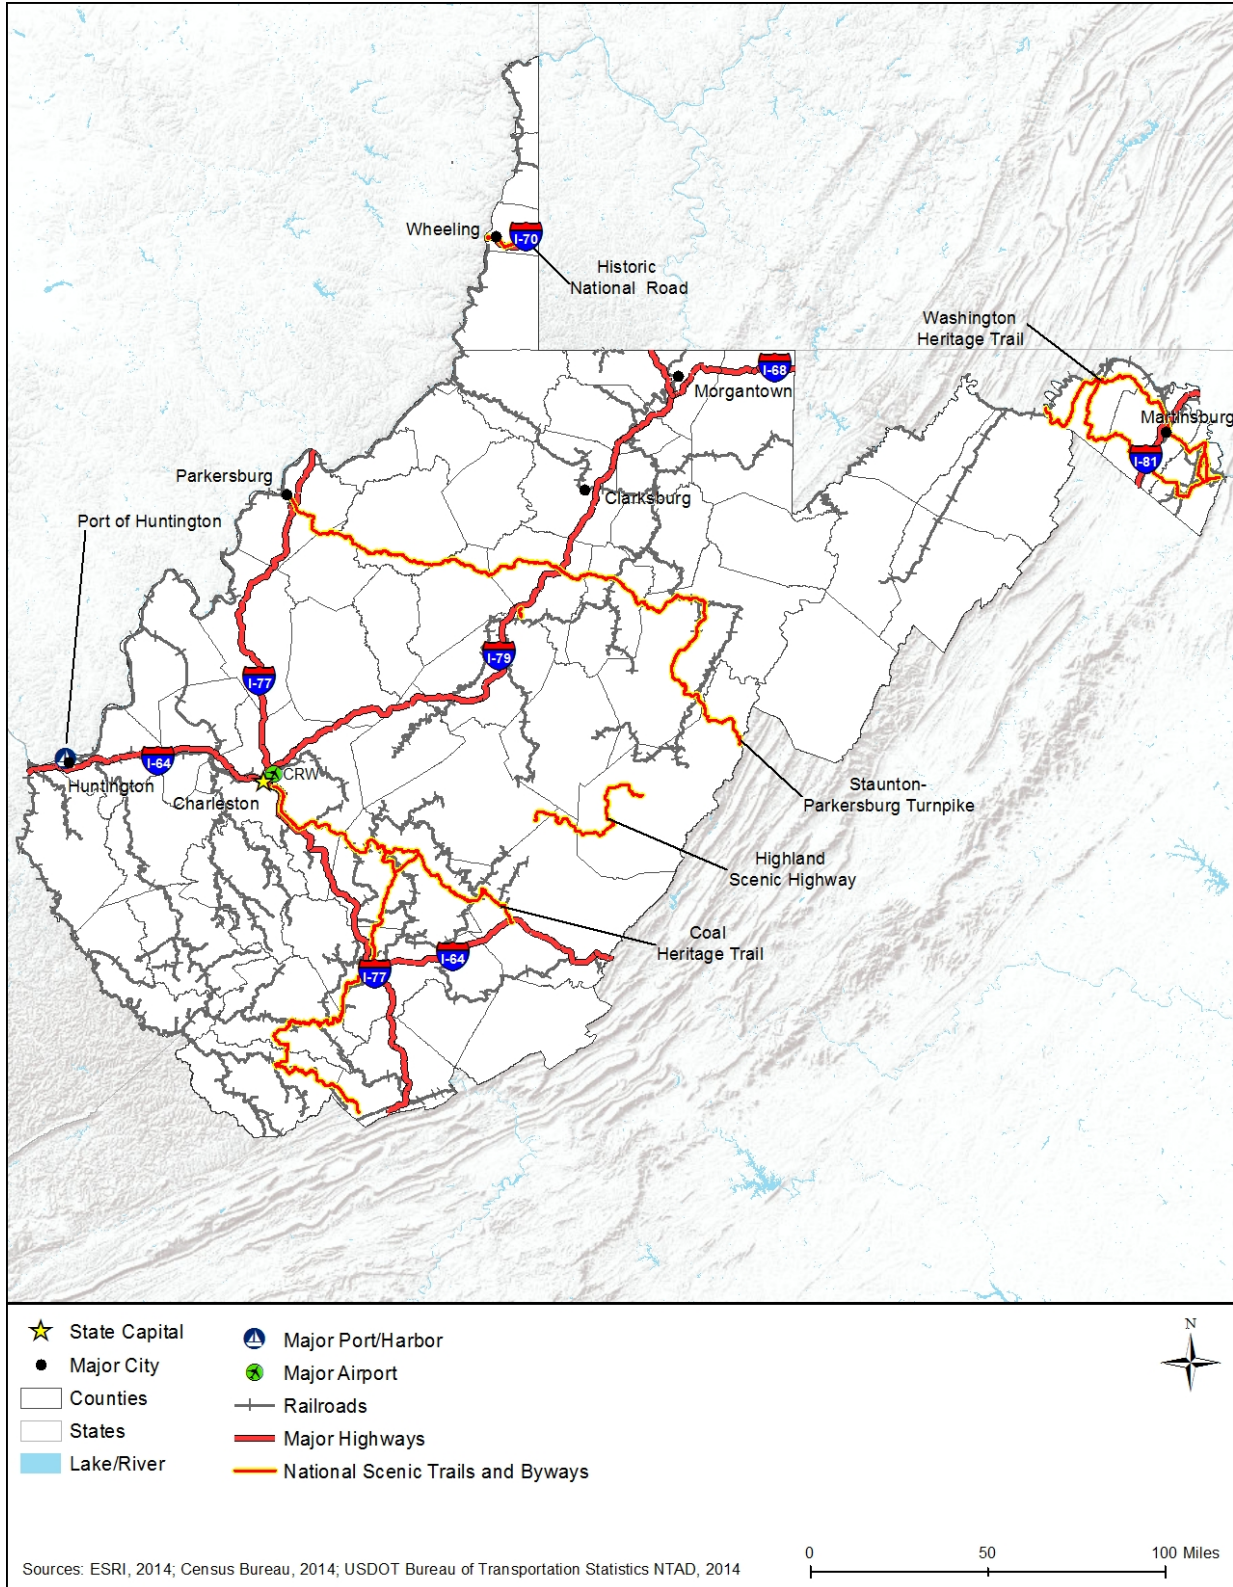 Wheeling
I-70
Historic
National Road
Washington
Heritage Trail
I-68
Morgantown
Martinsburg
I-81
Parkersburg
Clarksburg
Port of Huntington
I-79
I-77
I-64
Huntington
CRW
Charleston
Staunton-
Parkersburg Turnpike
Highland
Scenic Highway
Coal
Heritage Trail
I-64
I-77
State Capital
Major City
Counties
States
Lake/River
Major Port/Harbor
Major Airport
Railroads
Major Highways
National Scenic Trails and Byways
N
0 50 100 Miles
Sources: ESRI, 2014; Census Bureau, 2014; USDOT Bureau of Transportation Statistics NTAD, 2014